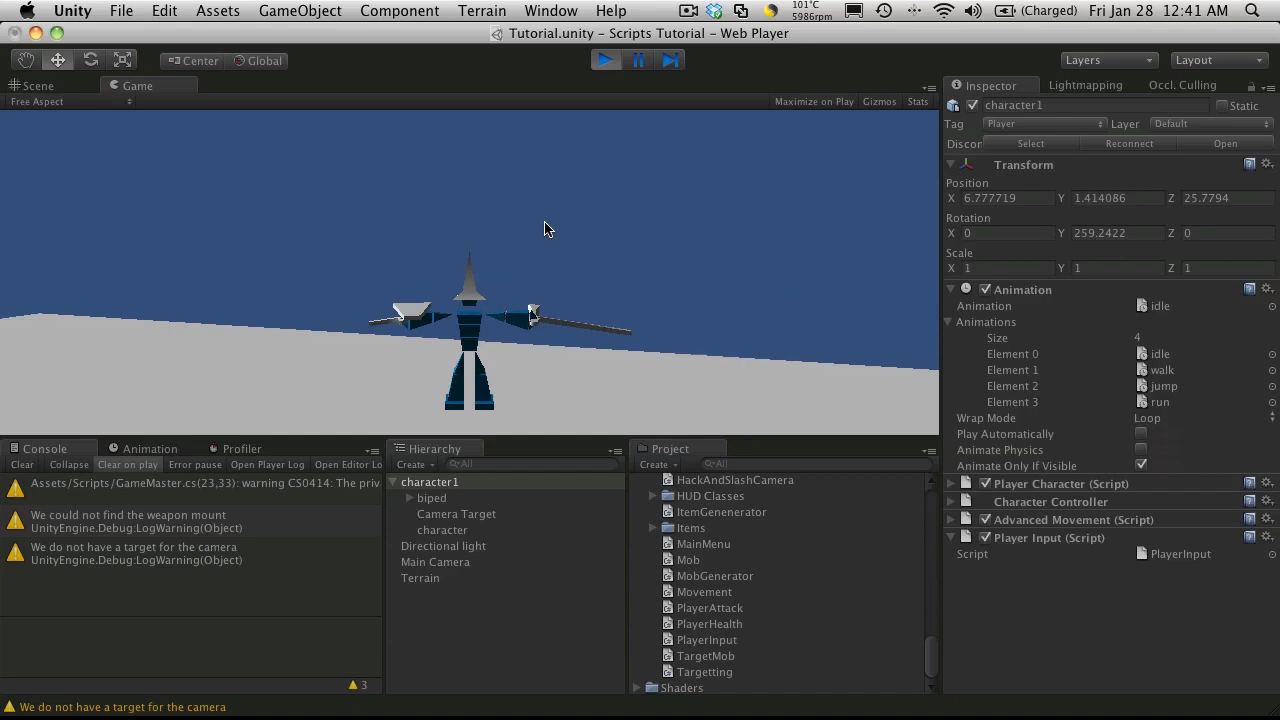 Unity File Edit Assets GameObject Component Terrain Window Help 101°C 5986rpm (Charged) Fri Jan 28 12:41 AM
Tutorial.unity - Scripts Tutorial - Web Player
Center Global Layers Layout
Scene Game Inspector Lightmapping Occl. Culling
Free Aspect Maximize on Play Gizmos Stats
character1 Static
Tag Player Layer Default
Discor Select Reconnect Open
Transform
Position
X 6.777719 Y 1.414086 Z 25.7794
Rotation
X 0 Y 259.2422 Z 0
Scale
X 1 Y 1 Z 1
Animation
Animation idle
Animations
Size 4
Element 0 idle
Element 1 walk
Element 2 jump
Element 3 run
Wrap Mode Loop
Play Automatically
Animate Physics
Animate Only If Visible
Player Character (Script)
Character Controller
Advanced Movement (Script)
Player Input (Script)
Script PlayerInput
Console Animation Profiler
Clear Collapse Clear on play Error pause Open Player Log Open Editor Lo
Assets/Scripts/GameMaster.cs(23,33): warning CS0414: The priv
We could not find the weapon mount
UnityEngine.Debug:LogWarning(Object)
We do not have a target for the camera
UnityEngine.Debug:LogWarning(Object)
3
We do not have a target for the camera
Hierarchy
Create All
character1
biped
Camera Target
character
Directional light
Main Camera
Terrain
Project
Create All
HackAndSlashCamera
HUD Classes
ItemGenenerator
Items
MainMenu
Mob
MobGenerator
Movement
PlayerAttack
PlayerHealth
PlayerInput
TargetMob
Targetting
Shaders